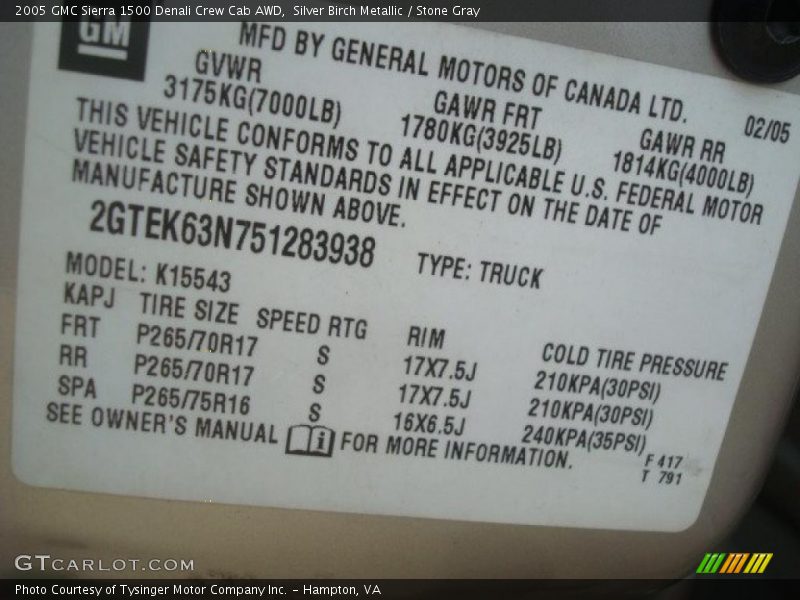 2005 GMC Sierra 1500 Denali Crew Cab AWD,  Silver Birch Metallic / Stone Gray
GM
MFD BY GENERAL MOTORS OF CANADA LTD.
02/05
GVWR GAWR FRT GAWR RR
3175KG(7000LB) 1780KG(3925LB) 1814KG(4000LB)
THIS VEHICLE CONFORMS TO ALL APPLICABLE U.S. FEDERAL MOTOR
VEHICLE SAFETY STANDARDS IN EFFECT ON THE DATE OF
MANUFACTURE SHOWN ABOVE.
2GTEK63N751283938 TYPE: TRUCK
MODEL: K15543
KAPJ TIRE SIZE SPEED RTG RIM COLD TIRE PRESSURE
FRT P265/70R17 S 17X7.5J 210KPA(30PSI)
RR P265/70R17 S 17X7.5J 210KPA(30PSI)
SPA P265/75R16 S 16X6.5J 240KPA(35PSI)
SEE OWNER'S MANUAL i FOR MORE INFORMATION.
F 417
T 791
GTCARLOT.COM
Photo Courtesy of Tysinger Motor Company Inc. - Hampton, VA